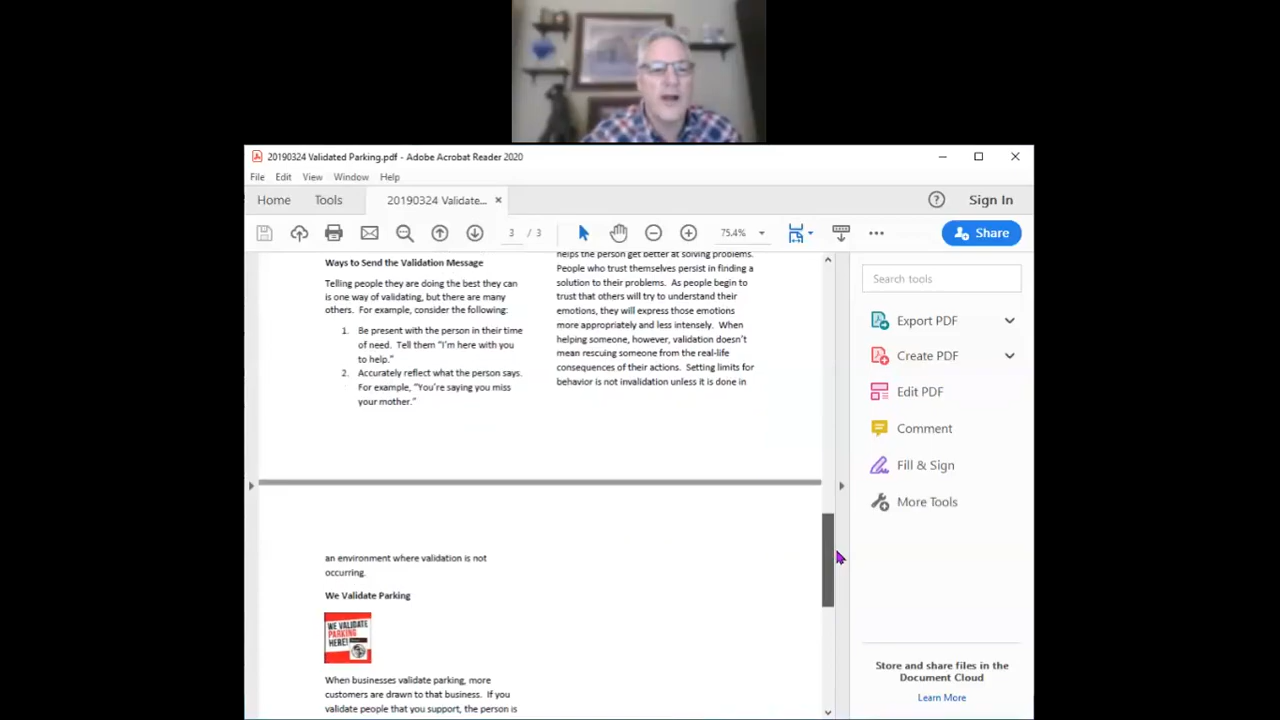 20190324 Validated Parking.pdf - Adobe Acrobat Reader 2020
File Edit View Window Help
Home Tools 20190324 Validate... ×
Sign In
3 / 3
75.4%
Share
Ways to Send the Validation Message
Telling people they are doing the best they can
is one way of validating, but there are many
others. For example, consider the following:
1. Be present with the person in their time
of need. Tell them “I’m here with you
to help.”
2. Accurately reflect what the person says.
For example, “You’re saying you miss
your mother.”
helps the person get better at solving problems.
People who trust themselves persist in finding a
solution to their problems. As people begin to
trust that others will try to understand their
emotions, they will express those emotions
more appropriately and less intensely. When
helping someone, however, validation doesn’t
mean rescuing someone from the real-life
consequences of their actions. Setting limits for
behavior is not invalidation unless it is done in
an environment where validation is not
occurring.
We Validate Parking
WE VALIDATE
PARKING
HERE!
When businesses validate parking, more
customers are drawn to that business. If you
validate people that you support, the person is
Search tools
Export PDF
Create PDF
Edit PDF
Comment
Fill & Sign
More Tools
Store and share files in the
Document Cloud
Learn More